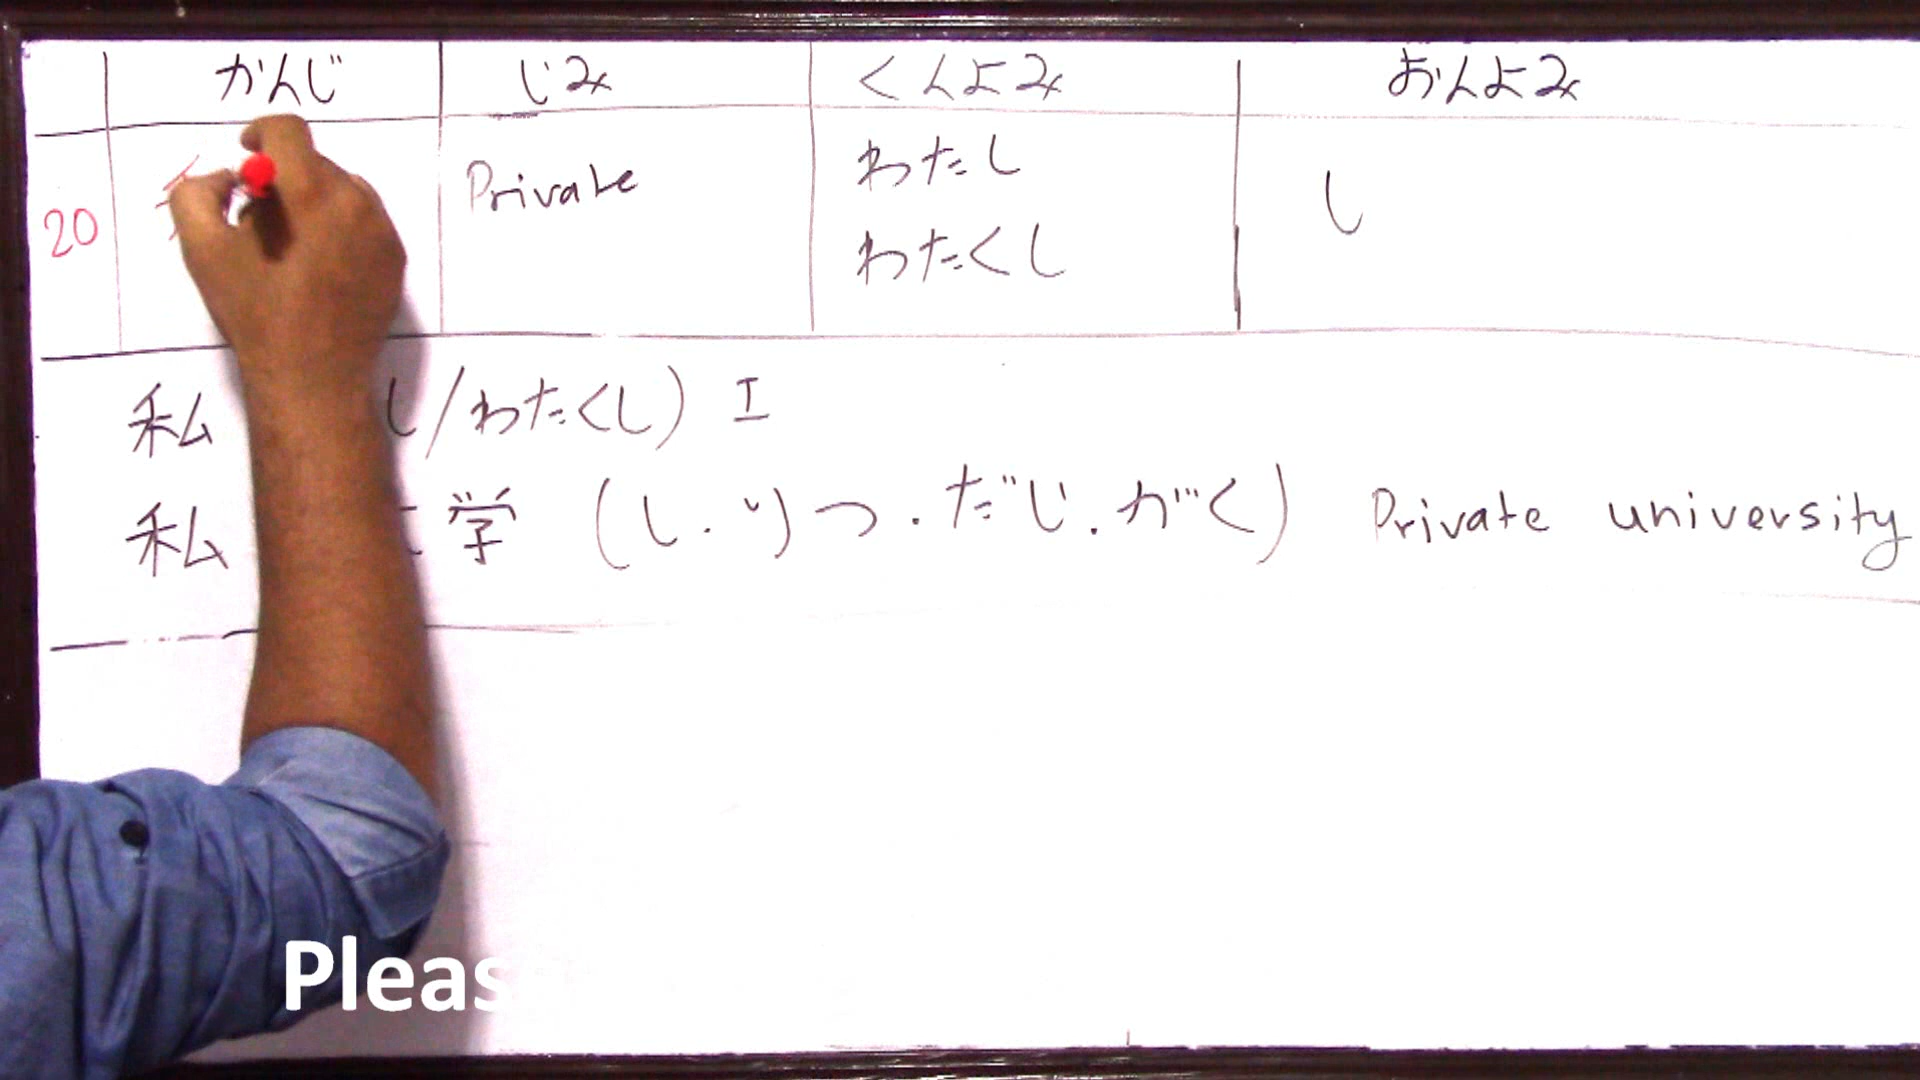 かんじ じみ くんよみ おんよみ
20 Private わたし し
わたくし
私 し/わたくし) I
私 学 (し.りつ.だじ.がく) Private university
Pleas